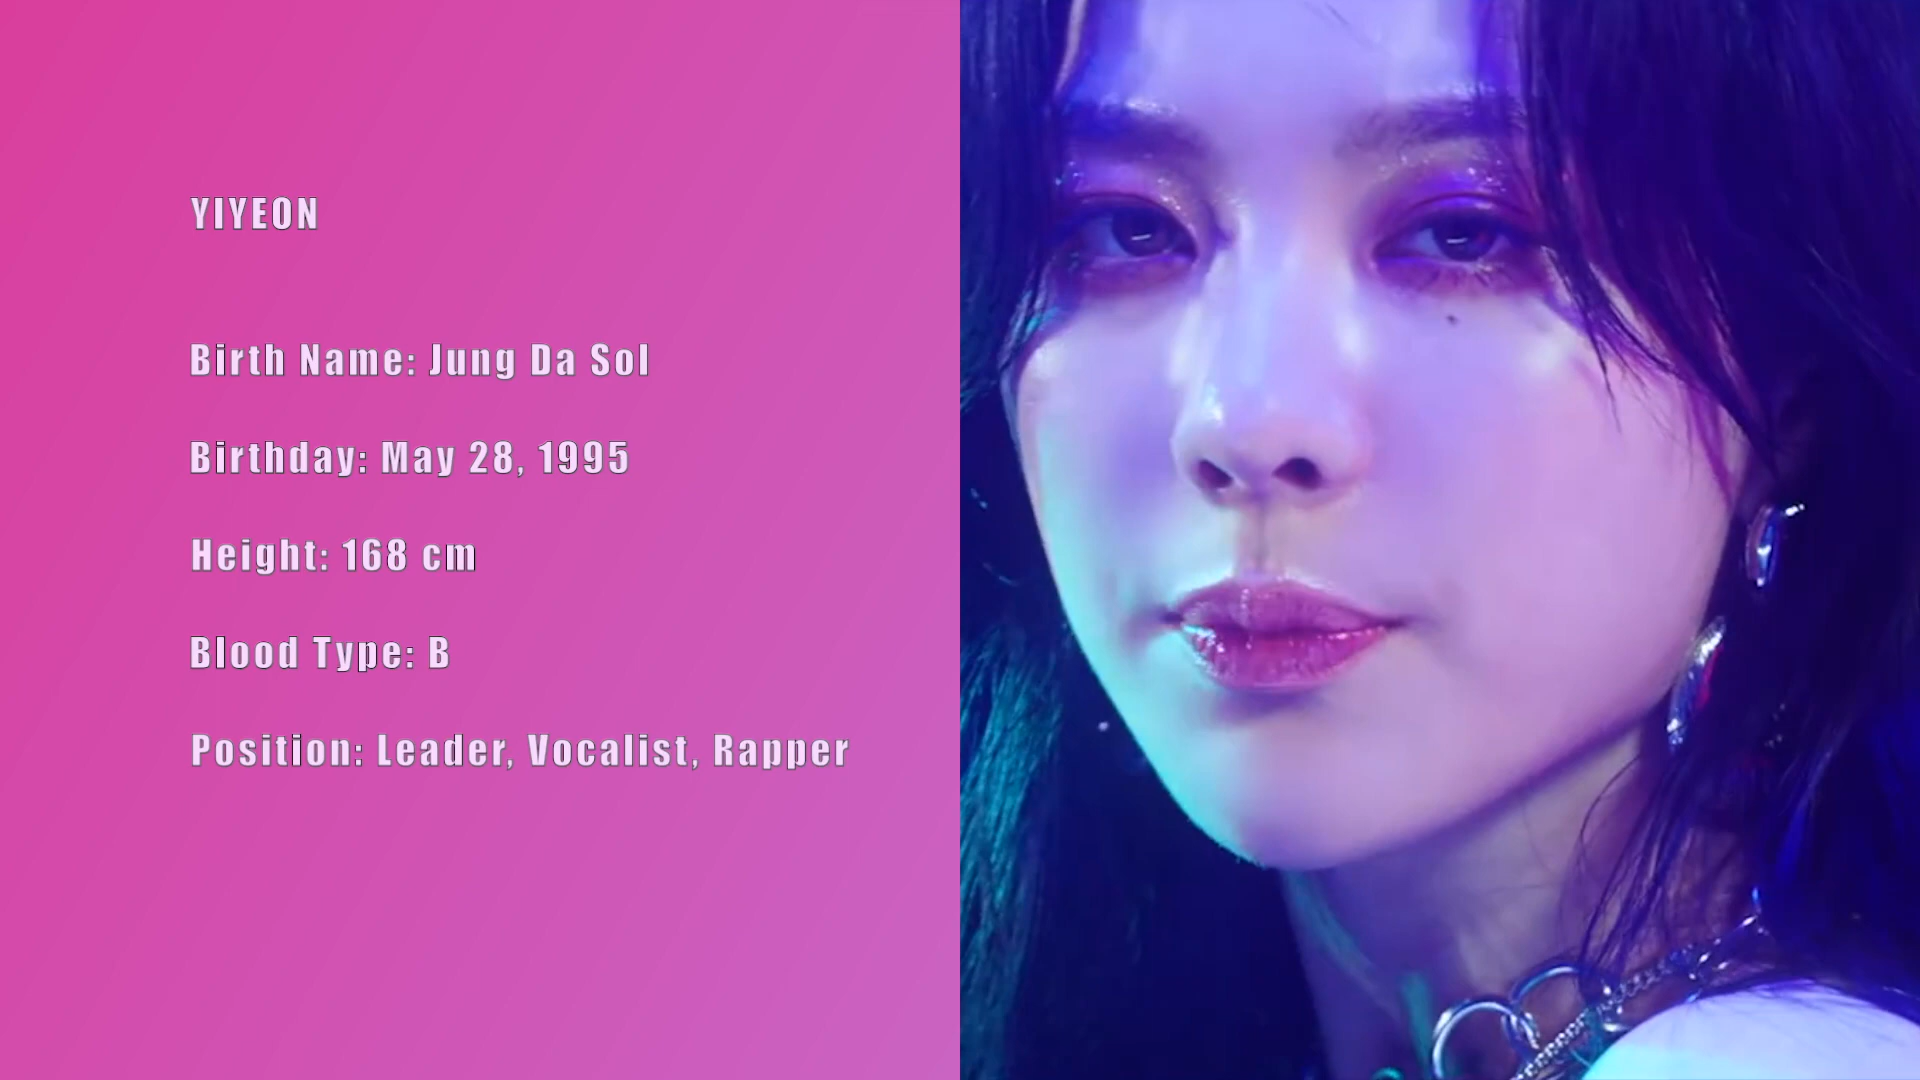 YIYEON
Birth Name: Jung Da Sol
Birthday: May 28, 1995
Height: 168 cm
Blood Type: B
Position: Leader, Vocalist, Rapper